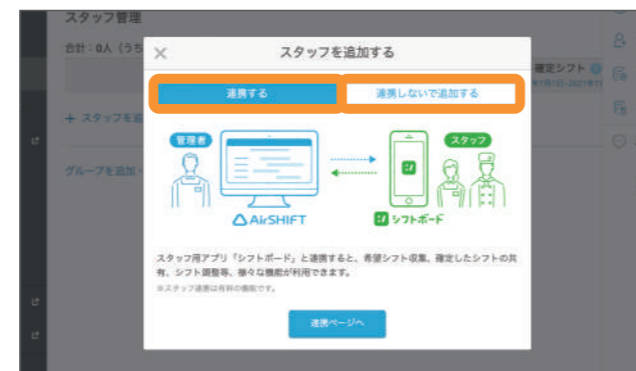 スタッフ管理
合計：0人（うち
スタッフを追加する
確定シフト
連携する
連携しないで追加する
+ スタッフを追
管理者
スタッフ
グループを追加
AirSHIFT
シフトボード
スタッフ用アプリ「シフトボード」と連携すると、希望シフト収集、確定したシフトの共
有、シフト調整等、様々な機能が利用できます。
※スタッフ連携は有料の機能です。
連携ページへ